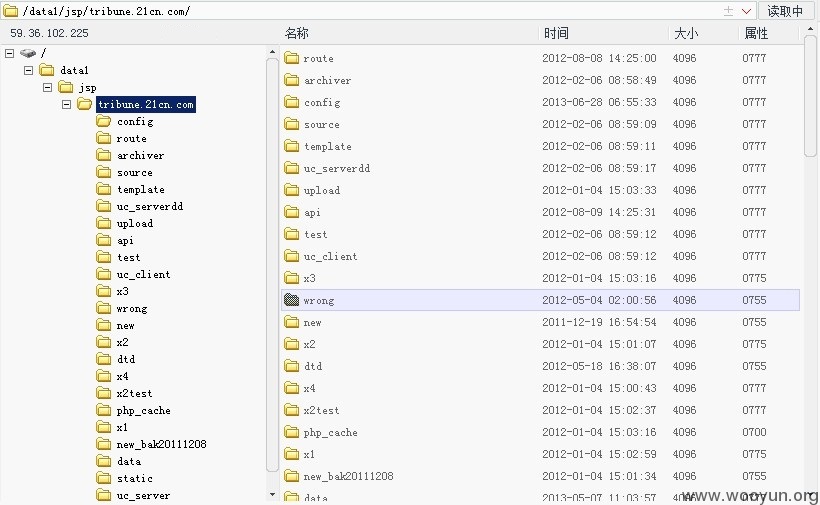 /data1/jsp/tribune.21cn.com/ 读取中
59.36.102.225 名称 时间 大小 属性
/
data1
jsp
tribune.21cn.com
config
route
archiver
source
template
uc_serverdd
upload
api
test
uc_client
x3
wrong
new
x2
dtd
x4
x2test
php_cache
x1
new_bak20111208
data
static
uc_server
route 2012-08-08 14:25:00 4096 0777
archiver 2012-02-06 08:58:49 4096 0777
config 2013-06-28 06:55:33 4096 0777
source 2012-02-06 08:59:09 4096 0777
template 2012-02-06 08:59:11 4096 0777
uc_serverdd 2012-02-06 08:59:17 4096 0777
upload 2012-01-04 15:03:33 4096 0777
api 2012-08-09 14:25:31 4096 0777
test 2012-02-06 08:59:12 4096 0777
uc_client 2012-02-06 08:59:12 4096 0777
x3 2012-01-04 15:03:16 4096 0775
wrong 2012-05-04 02:00:56 4096 0755
new 2011-12-19 16:54:54 4096 0755
x2 2012-01-04 15:01:07 4096 0775
dtd 2012-05-18 16:38:07 4096 0755
x4 2012-01-04 15:00:43 4096 0777
x2test 2012-01-04 15:02:37 4096 0777
php_cache 2012-01-04 15:03:16 4096 0700
x1 2012-01-04 15:02:59 4096 0775
new_bak20111208 2012-01-04 15:01:34 4096 0755
data 2013-05-07 11:03:57 4096
www.wooyun.org